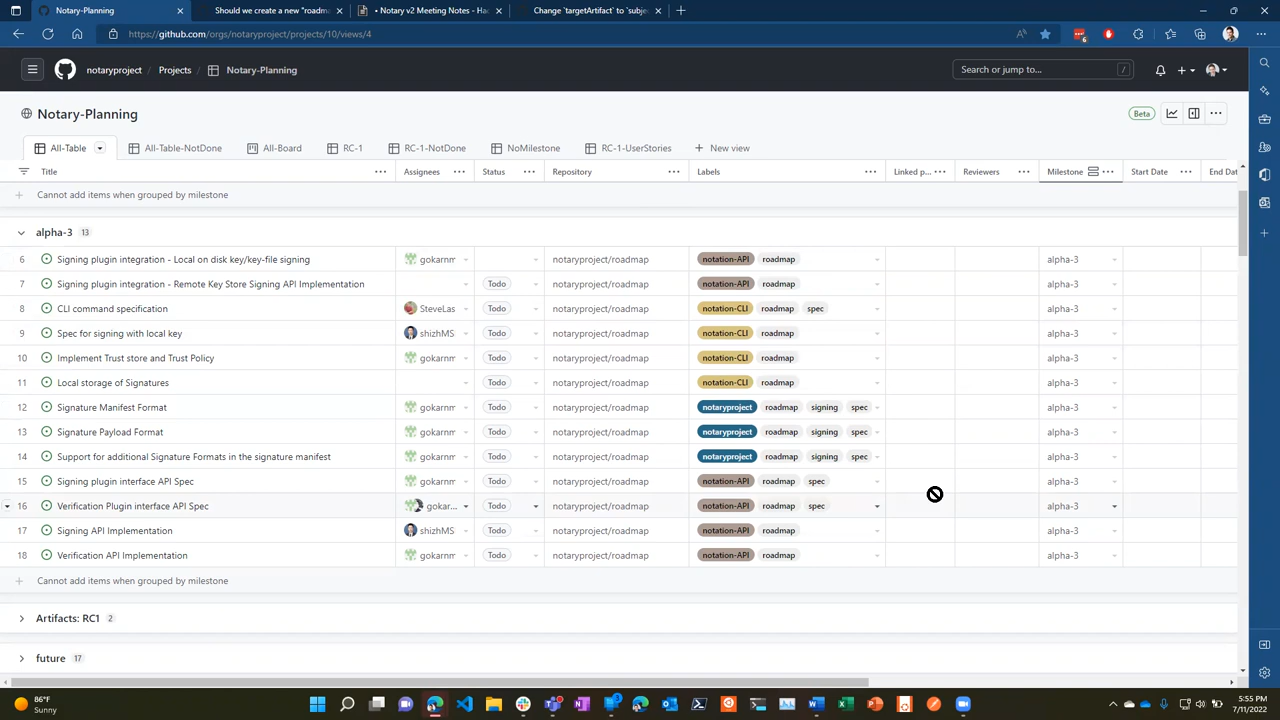 Notary-Planning
Should we create a new "roadm
• Notary v2 Meeting Notes - Hac
Change `targetArtifact` to `subje
https://github.com/orgs/notaryproject/projects/10/views/4
6
notaryproject
Projects
Notary-Planning
Search or jump to...
/
Notary-Planning
Beta
All-Table
All-Table-NotDone
All-Board
RC-1
RC-1-NotDone
NoMilestone
RC-1-UserStories
New view
Title
Assignees
Status
Repository
Labels
Linked p...
Reviewers
Milestone
Start Date
End Dat
Cannot add items when grouped by milestone
alpha-3 13
6 Signing plugin integration - Local on disk key/key-file signing gokarnm notaryproject/roadmap notation-API roadmap alpha-3
7 Signing plugin integration - Remote Key Store Signing API Implementation Todo notaryproject/roadmap notation-API roadmap alpha-3
8 CLI command specification SteveLas Todo notaryproject/roadmap notation-CLI roadmap spec alpha-3
9 Spec for signing with local key shizhMS Todo notaryproject/roadmap notation-CLI roadmap alpha-3
10 Implement Trust store and Trust Policy gokarnm Todo notaryproject/roadmap notation-CLI roadmap alpha-3
11 Local storage of Signatures Todo notaryproject/roadmap notation-CLI roadmap alpha-3
12 Signature Manifest Format gokarnm Todo notaryproject/roadmap notaryproject roadmap signing spec alpha-3
13 Signature Payload Format gokarnm Todo notaryproject/roadmap notaryproject roadmap signing spec alpha-3
14 Support for additional Signature Formats in the signature manifest gokarnm Todo notaryproject/roadmap notaryproject roadmap signing spec alpha-3
15 Signing plugin interface API Spec gokarnm Todo notaryproject/roadmap notation-API roadmap spec alpha-3
16 Verification Plugin interface API Spec gokar... Todo notaryproject/roadmap notation-API roadmap spec alpha-3
17 Signing API Implementation shizhMS Todo notaryproject/roadmap notation-API roadmap alpha-3
18 Verification API Implementation gokarnm Todo notaryproject/roadmap notation-API roadmap alpha-3
Cannot add items when grouped by milestone
Artifacts: RC1 2
future 17
86°F
Sunny
5:55 PM
7/11/2022